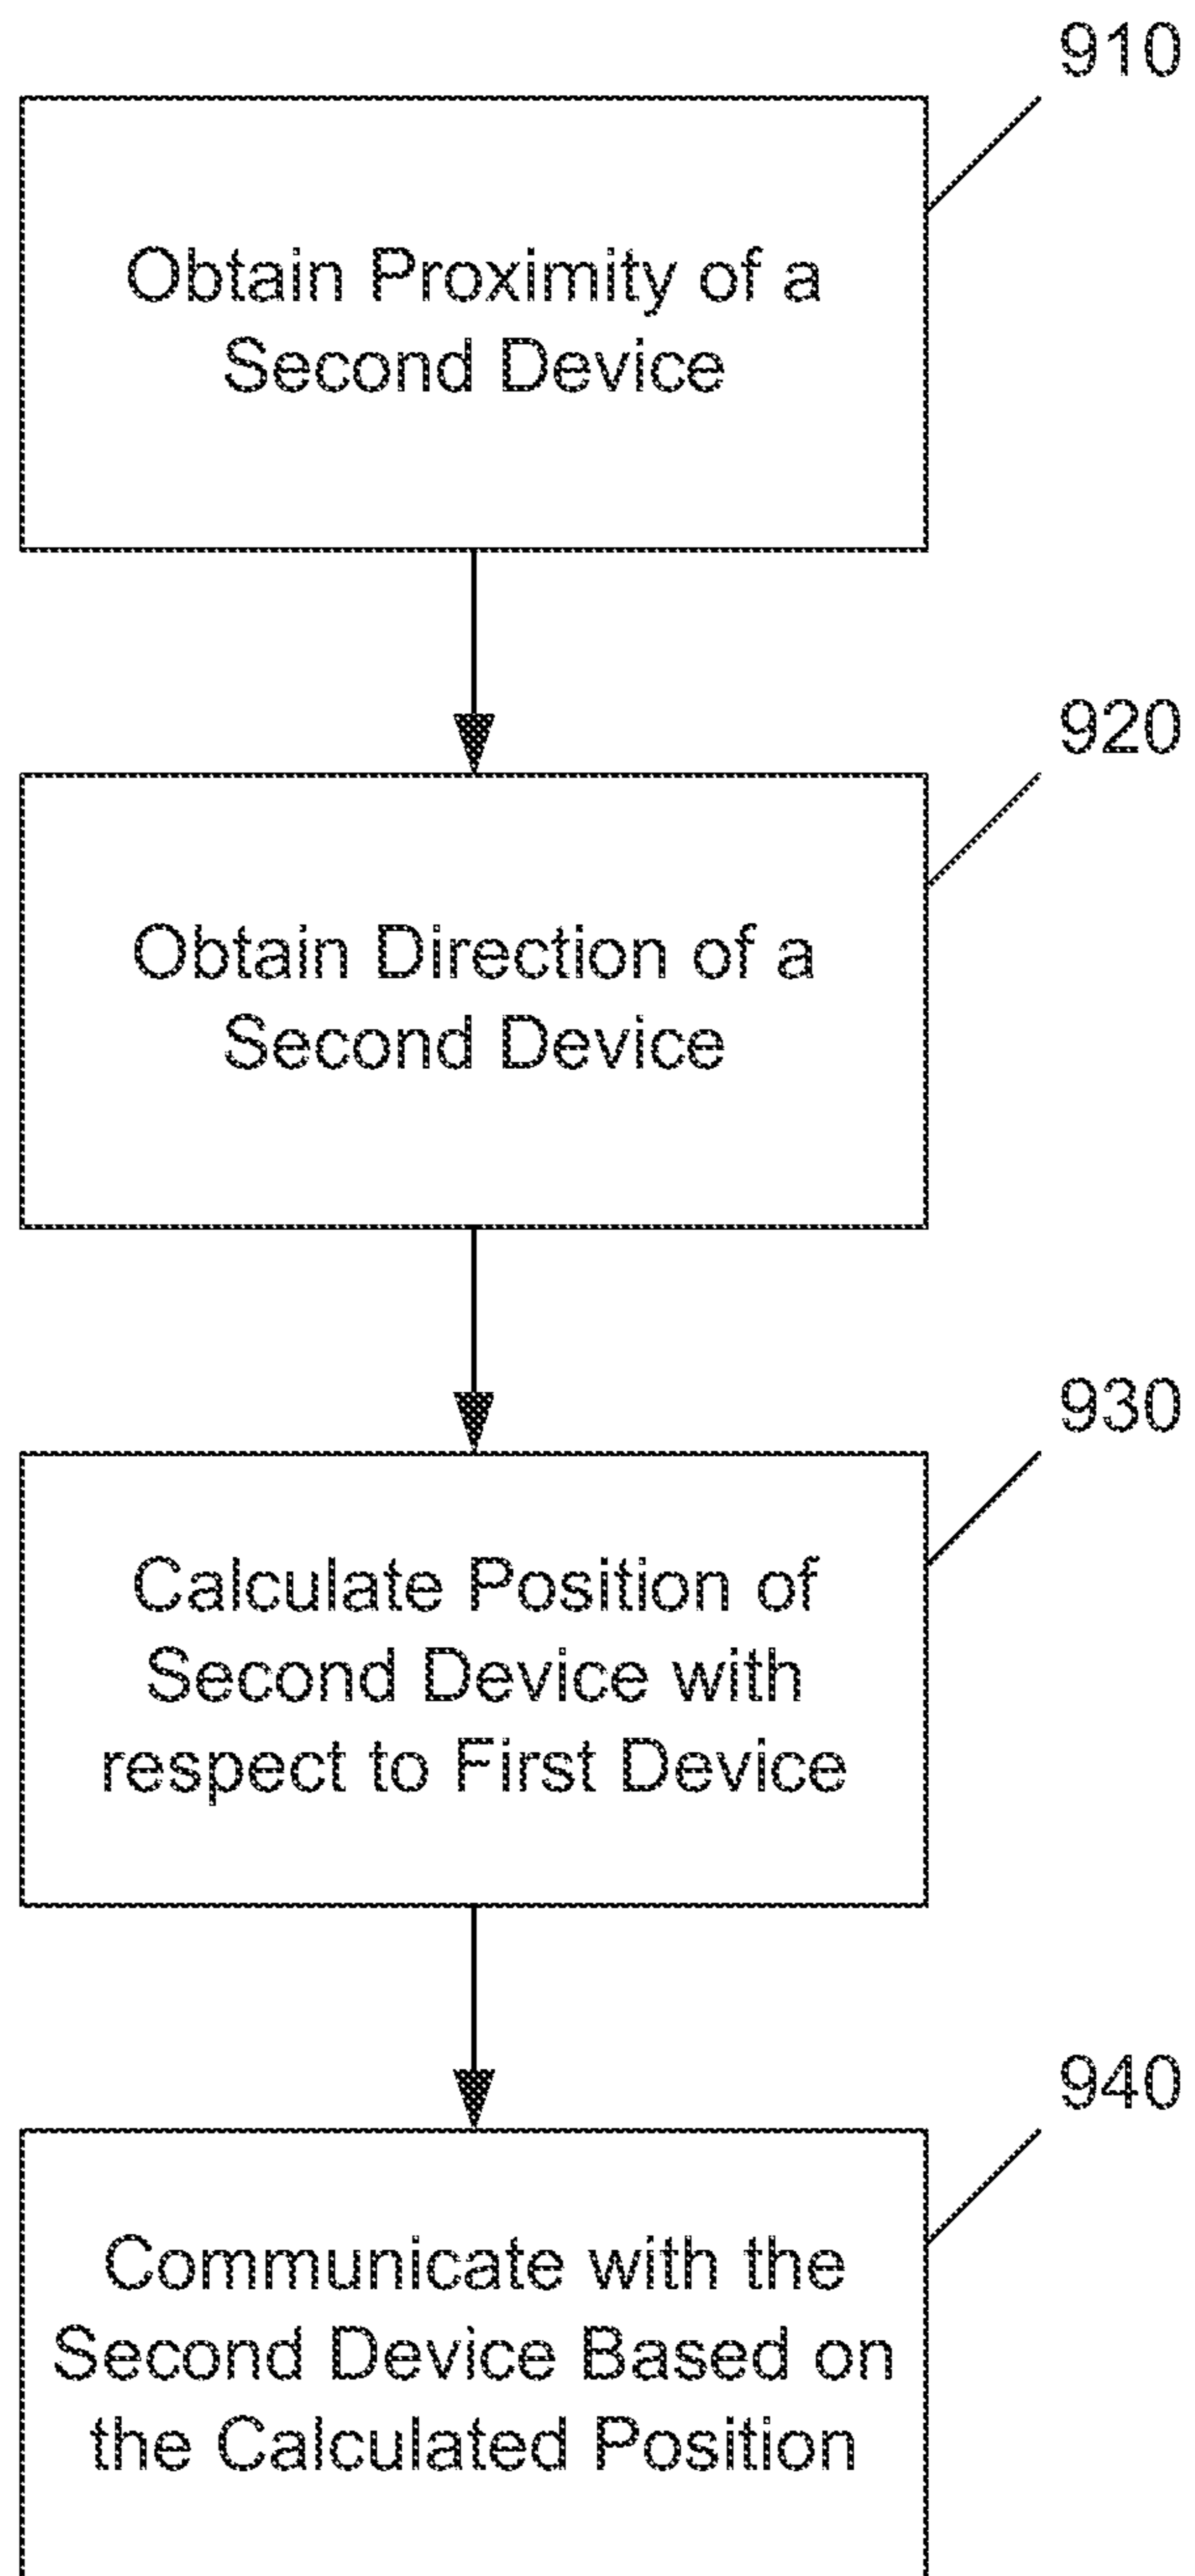 910
Obtain Proximity of a
Second Device
920
Obtain Direction of a
Second Device
930
Calculate Position of
Second Device with
respect to First Device
940
Communicate with the
Second Device Based on
the Calculated Position